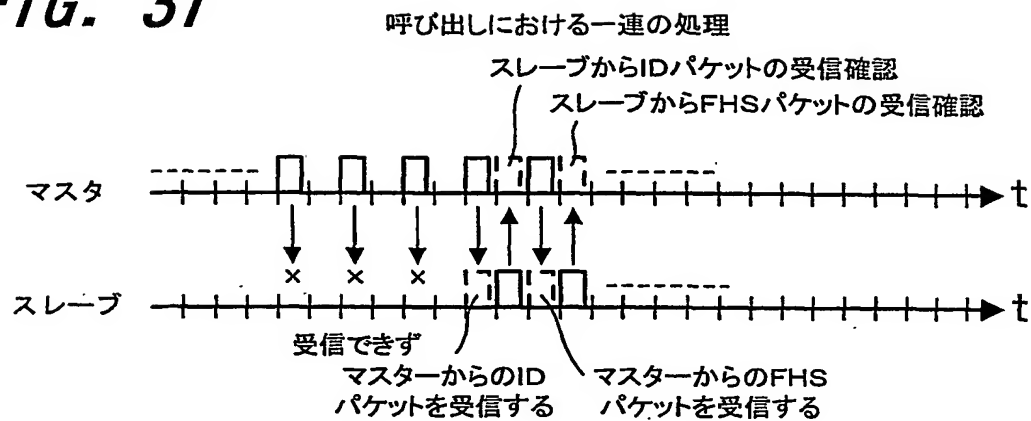 FIG. 37
呼び出しにおける一連の処理
スレーブからIDパケットの受信確認
スレーブからFHSパケットの受信確認
マスタ
t
× × ×
スレーブ
t
受信できず
マスターからのID
パケットを受信する
マスターからのFHS
パケットを受信する